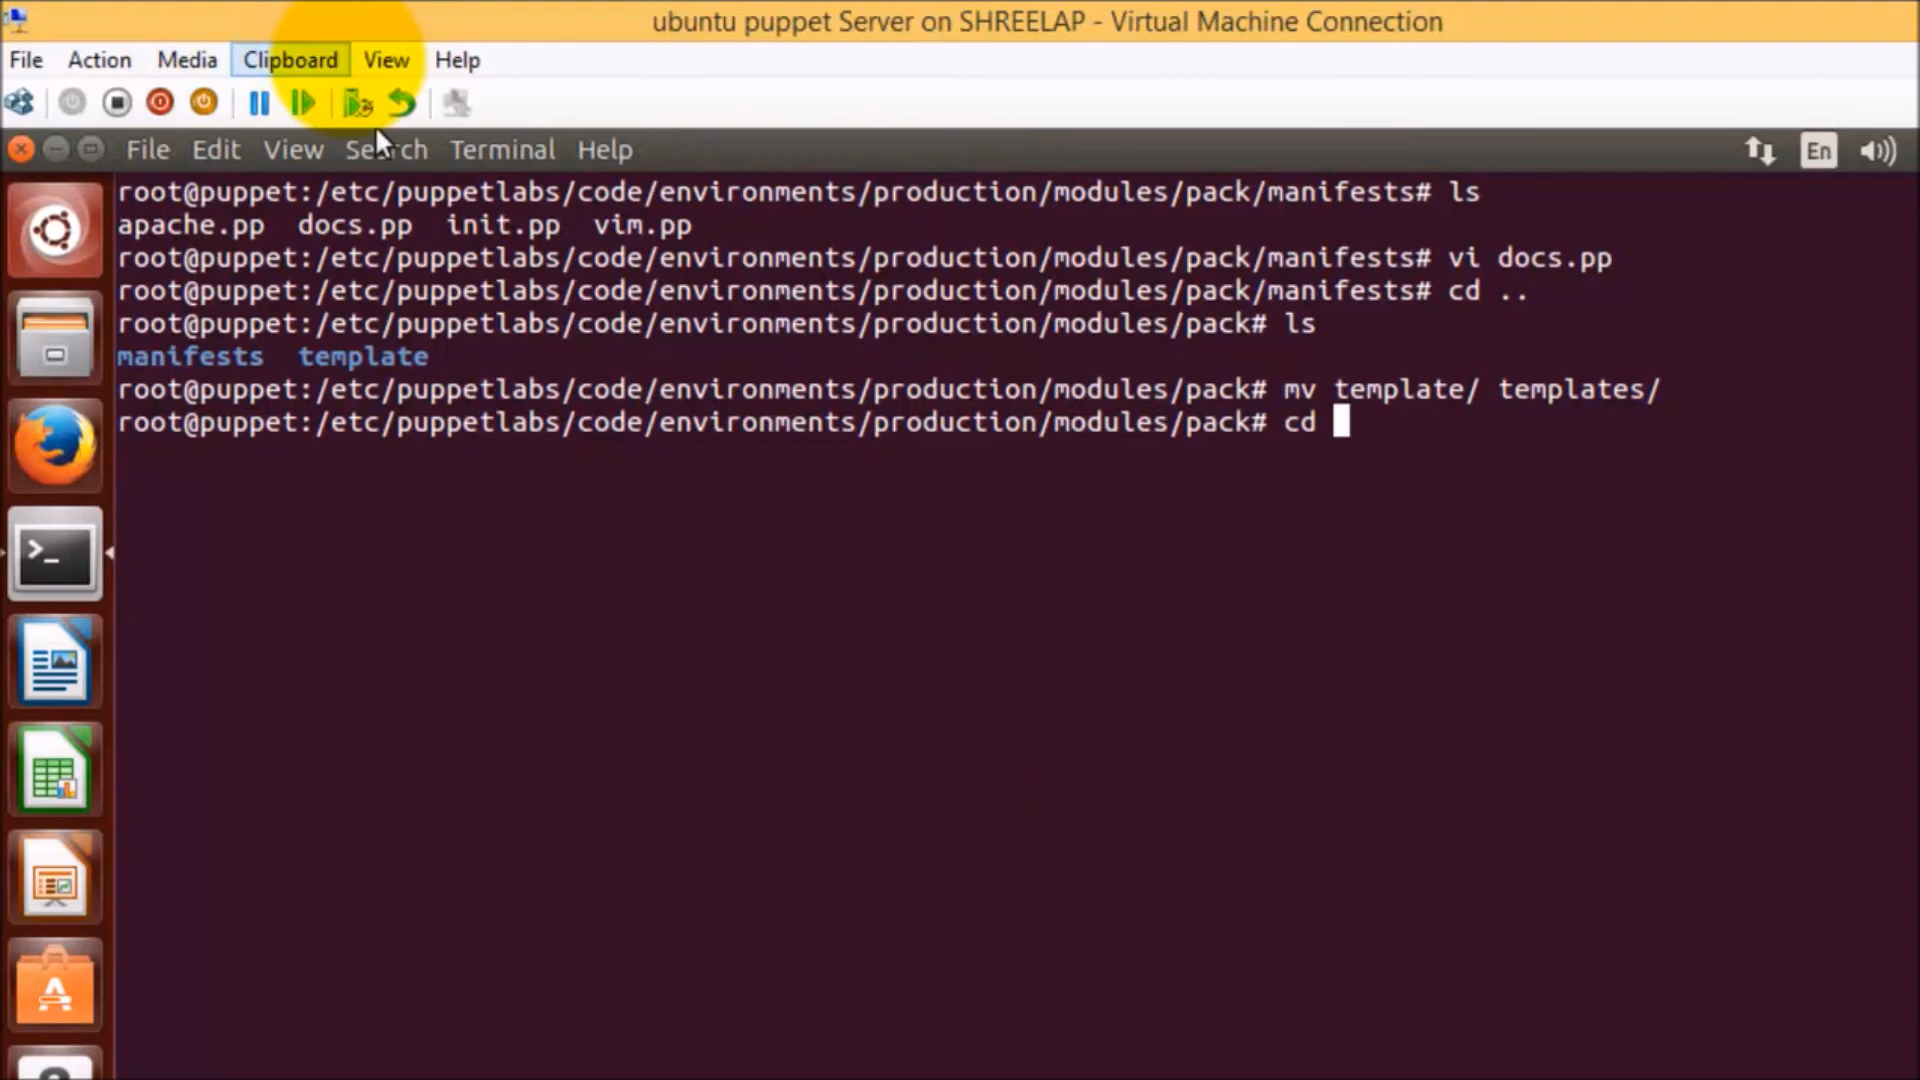 ubuntu puppet Server on SHREELAP - Virtual Machine Connection
File Action Media Clipboard View Help
File Edit View Search Terminal Help En
root@puppet:/etc/puppetlabs/code/environments/production/modules/pack/manifests# ls
apache.pp docs.pp init.pp vim.pp
root@puppet:/etc/puppetlabs/code/environments/production/modules/pack/manifests# vi docs.pp
root@puppet:/etc/puppetlabs/code/environments/production/modules/pack/manifests# cd ..
root@puppet:/etc/puppetlabs/code/environments/production/modules/pack# ls
manifests template
root@puppet:/etc/puppetlabs/code/environments/production/modules/pack# mv template/ templates/
root@puppet:/etc/puppetlabs/code/environments/production/modules/pack# cd